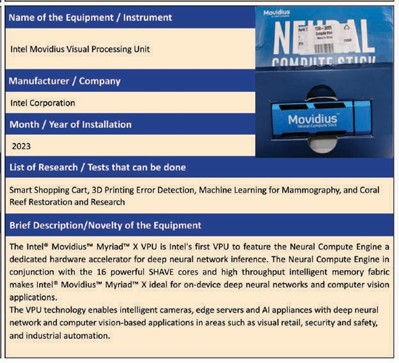 Name of the Equipment / Instrument
Intel Movidius Visual Processing Unit
Manufacturer / Company
Intel Corporation
Month / Year of Installation
2023
Movidius
NEURAL
COMPUTE STICK
Movidius™
Neural Compute Stick
List of Research / Tests that can be done
Smart Shopping Cart, 3D Printing Error Detection, Machine Learning for Mammography, and Coral
Reef Restoration and Research
Brief Description/Novelty of the Equipment
The Intel® Movidius™ Myriad™ X VPU is Intel's first VPU to feature the Neural Compute Engine a
dedicated hardware accelerator for deep neural network inference. The Neural Compute Engine in
conjunction with the 16 powerful SHAVE cores and high throughput intelligent memory fabric
makes Intel® Movidius™ Myriad™ X ideal for on-device deep neural networks and computer vision
applications.
The VPU technology enables intelligent cameras, edge servers and AI appliances with deep neural
network and computer vision-based applications in areas such as visual retail, security and safety,
and industrial automation.